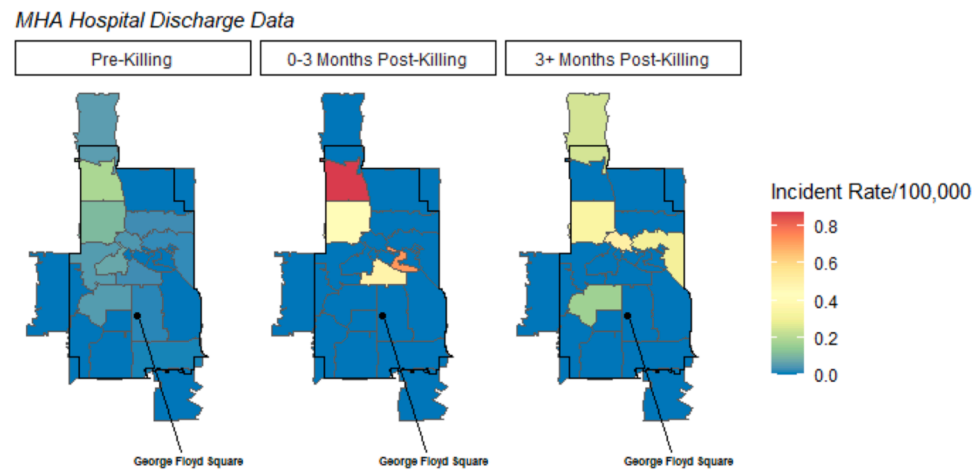 MHA Hospital Discharge Data
Pre-Killing
0-3 Months Post-Killing
3+ Months Post-Killing
Incident Rate/100,000
0.8
0.6
0.4
0.2
0.0
George Floyd Square
George Floyd Square
George Floyd Square